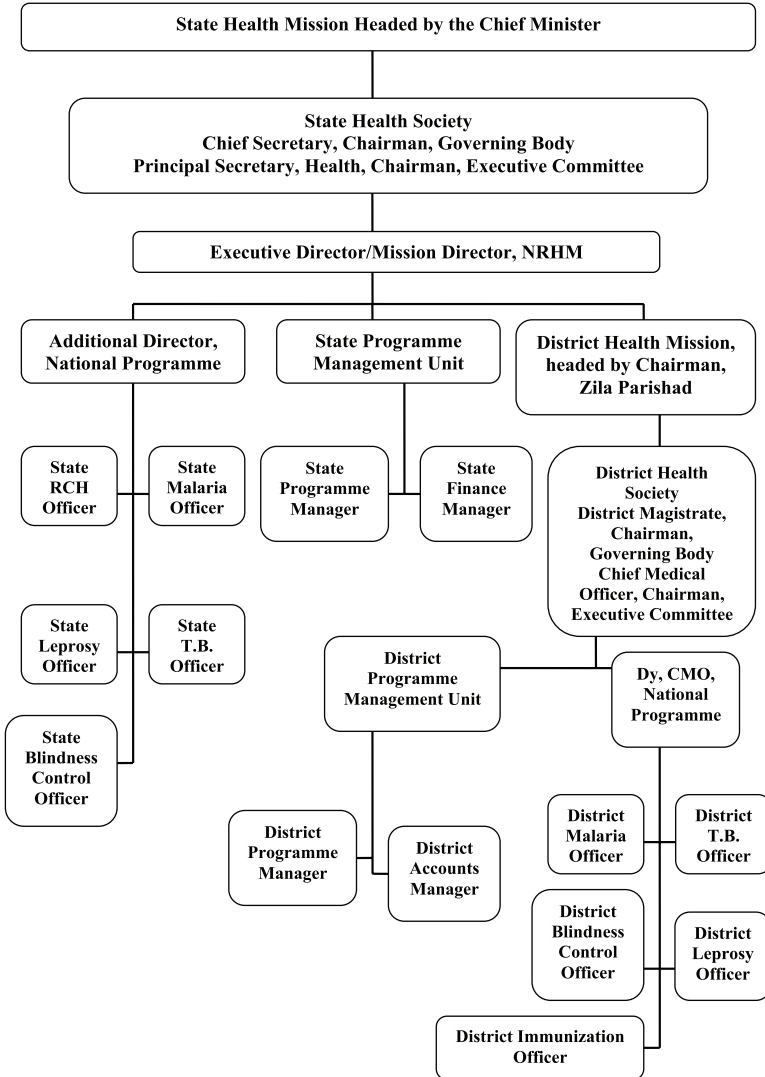 State Health Mission Headed by the Chief Minister
State Health Society
Chief Secretary, Chairman, Governing Body
Principal Secretary, Health, Chairman, Executive Committee
Executive Director/Mission Director, NRHM
Additional Director,
National Programme
State Programme
Management Unit
District Health Mission,
headed by Chairman,
Zila Parishad
State
RCH
Officer
State
Malaria
Officer
State
Programme
Manager
State
Finance
Manager
District Health
Society
District Magistrate,
Chairman,
Governing Body
Chief Medical
Officer, Chairman,
Executive Committee
State
Leprosy
Officer
State
T.B.
Officer
District
Programme
Management Unit
Dy, CMO,
National
Programme
State
Blindness
Control
Officer
District
Programme
Manager
District
Accounts
Manager
District
Malaria
Officer
District
T.B.
Officer
District
Blindness
Control
Officer
District
Leprosy
Officer
District Immunization
Officer